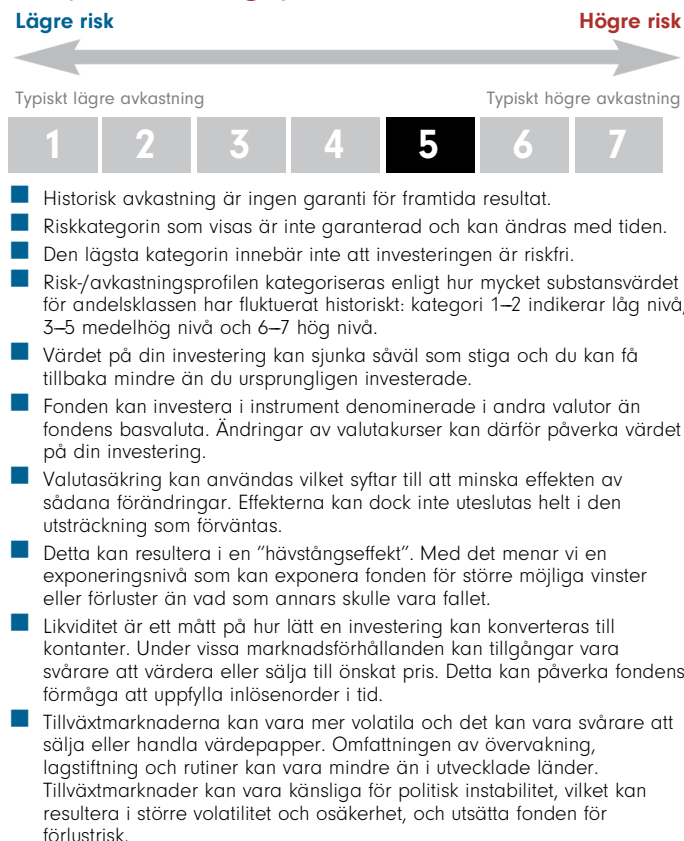 Lägre risk Högre risk
Typiskt lägre avkastning Typiskt högre avkastning
1 2 3 4 5 6 7
Historisk avkastning är ingen garanti för framtida resultat.
Riskkategorin som visas är inte garanterad och kan ändras med tiden.
Den lägsta kategorin innebär inte att investeringen är riskfri.
Risk-/avkastningsprofilen kategoriseras enligt hur mycket substansvärdet
för andelsklassen har fluktuerat historiskt: kategori 1–2 indikerar låg nivå,
3–5 medelhög nivå och 6–7 hög nivå.
Värdet på din investering kan sjunka såväl som stiga och du kan få
tillbaka mindre än du ursprungligen investerade.
Fonden kan investera i instrument denominerade i andra valutor än
fondens basvaluta. Ändringar av valutakurser kan därför påverka värdet
på din investering.
Valutasäkring kan användas vilket syftar till att minska effekten av
sådana förändringar. Effekterna kan dock inte uteslutas helt i den
utsträckning som förväntas.
Detta kan resultera i en ”hävstångseffekt”. Med det menar vi en
exponeringsnivå som kan exponera fonden för större möjliga vinster
eller förluster än vad som annars skulle vara fallet.
Likviditet är ett mått på hur lätt en investering kan konverteras till
kontanter. Under vissa marknadsförhållanden kan tillgångar vara
svårare att värdera eller sälja till önskat pris. Detta kan påverka fondens
förmåga att uppfylla inlösenorder i tid.
Tillväxtmarknaderna kan vara mer volatila och det kan vara svårare att
sälja eller handla värdepapper. Omfattningen av övervakning,
lagstiftning och rutiner kan vara mindre än i utvecklade länder.
Tillväxtmarknader kan vara känsliga för politisk instabilitet, vilket kan
resultera i större volatilitet och osäkerhet, och utsätta fonden för
förlustrisk.